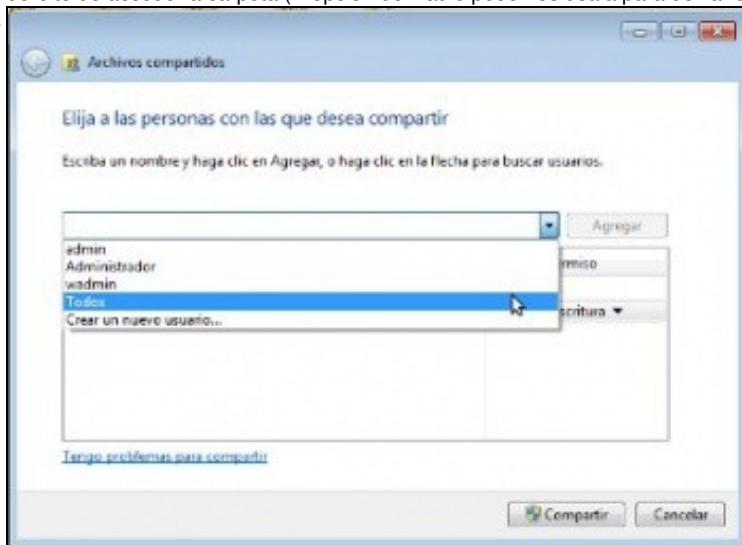 Archivos compartidos
Elija a las personas con las que desea compartir
Escriba un nombre y haga clic en Agregar, o haga clic en la flecha para buscar usuarios.
Agregar
admin
Administrador
rmiso
wadmin
Todos
scritura
Crear un nuevo usuario...
Tengo problemas para compartir
Compartir Cancelar